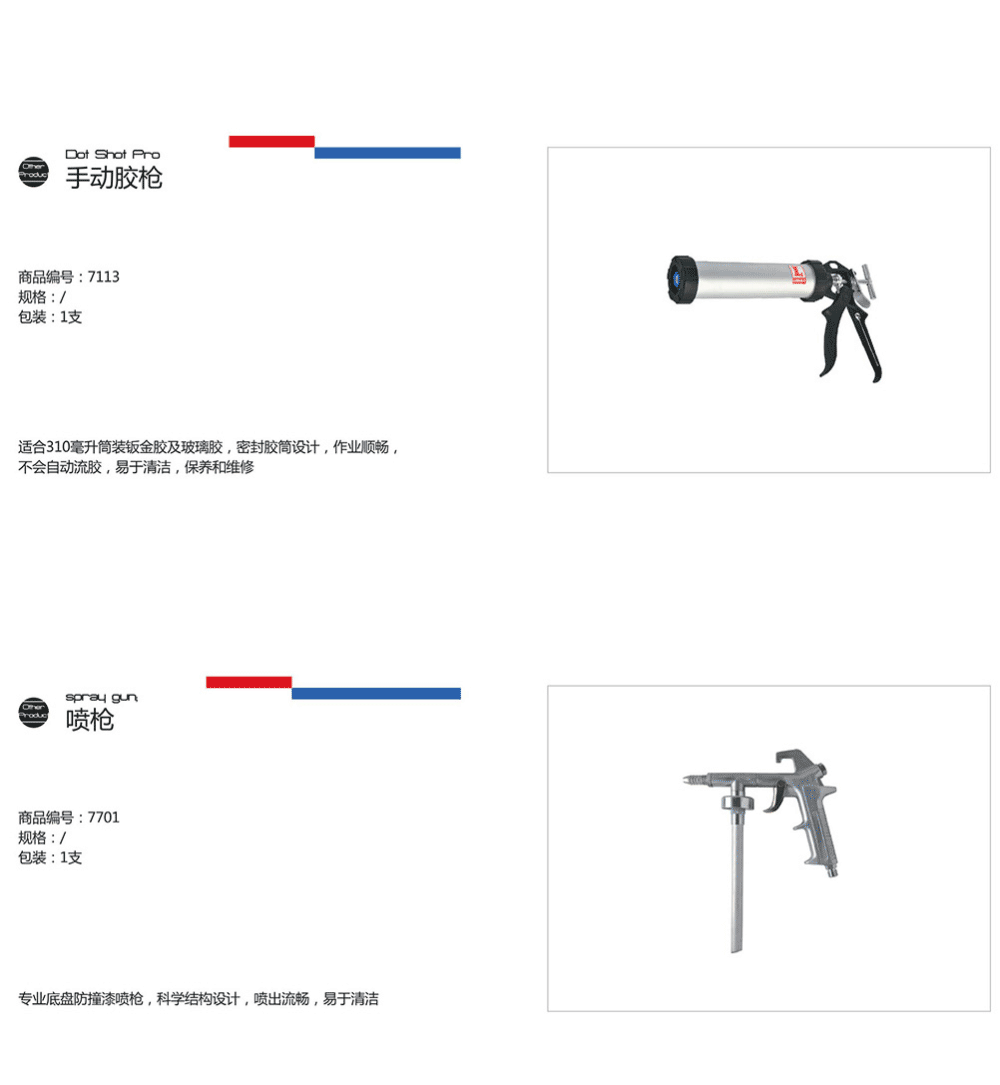 Dot Shot Pro
Other
Product
手动胶枪
商品编号：7113
规格：/
包装：1支
适合310毫升筒装钣金胶及玻璃胶，密封胶筒设计，作业顺畅，
不会自动流胶，易于清洁，保养和维修
spray gun
Other
Product
喷枪
商品编号：7701
规格：/
包装：1支
专业底盘防撞漆喷枪，科学结构设计，喷出流畅，易于清洁